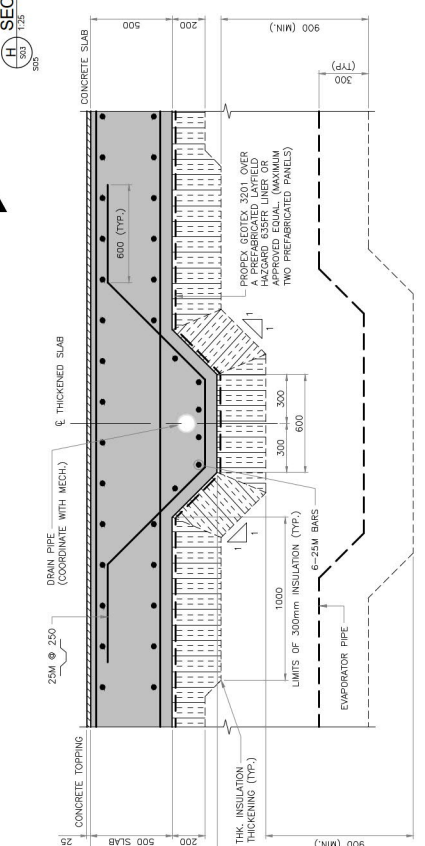 H
S03
S05
SEC
1:25
CONCRETE SLAB
500
200
900 (MIN.)
300
(TYP)
600 (TYP.)
PROPEX GEOTEX 3201 OVER
A PREFABRICATED LAYFIELD
HAZGARD 635FR LINER OR
APPROVED EQUAL. (MAXIMUM
TWO PREFABRICATED PANELS)
℄ THICKENED SLAB
DRAIN PIPE
(COORDINATE WITH MECH.)
1
1
300
300
600
6-25M BARS
1
1
25M @ 250
1000
LIMITS OF 300mm INSULATION (TYP.)
EVAPORATOR PIPE
CONCRETE TOPPING
THK. INSULATION
THICKENING (TYP.)
25
500 SLAB
200
900 (MIN.)